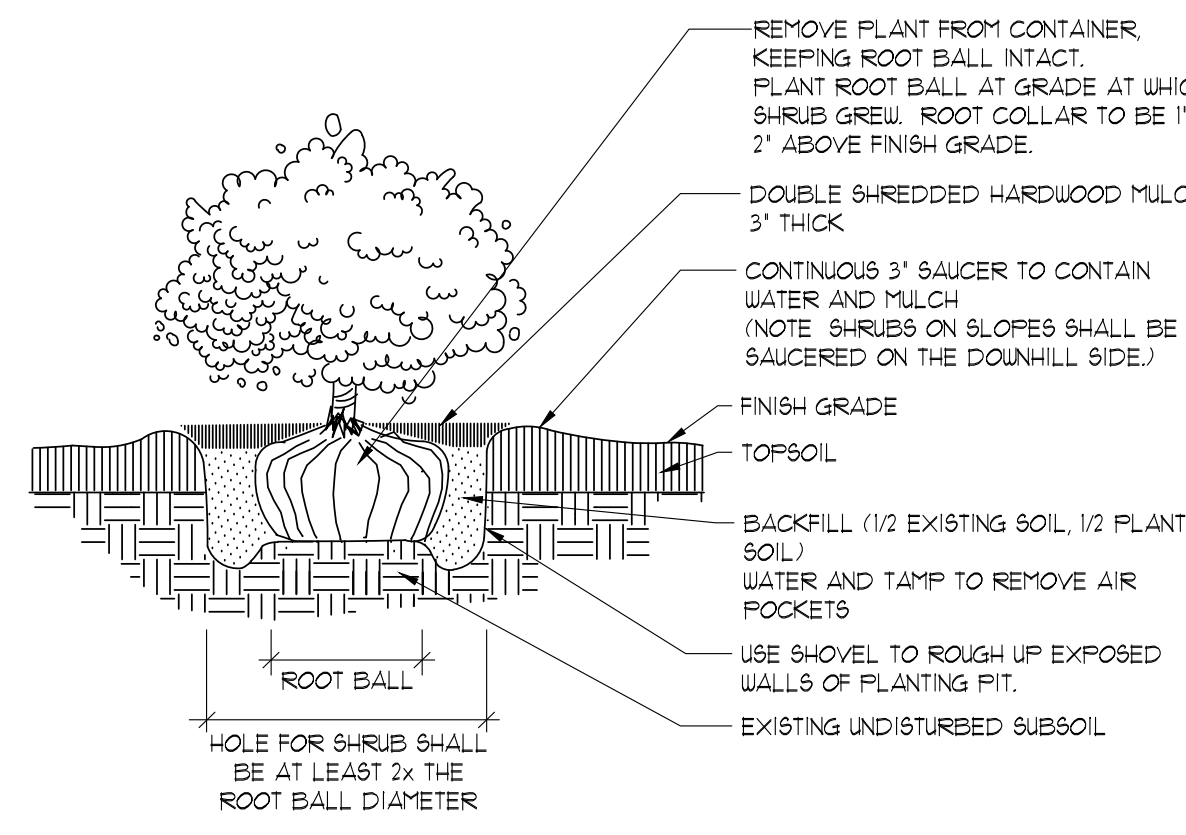 REMOVE PLANT FROM CONTAINER,
KEEPING ROOT BALL INTACT.
PLANT ROOT BALL AT GRADE AT
SHRUB GREW. ROOT COLLAR TO BE 1"
2" ABOVE FINISH GRADE.
DOUBLE SHREDDED HARDWOOD
3" THICK
CONTINUOUS 3" SAUCER TO CONTAIN
WATER AND MULCH
(NOTE SHRUBS ON SLOPES SHALL BE
SAUCERED ON THE DOWNHILL SIDE.)
FINISH GRADE
TOPSOIL
BACKFILL (1/2 EXISTING SOIL, 1/2 PLANT
SOIL)
WATER AND TAMP TO REMOVE AIR
POCKETS
USE SHOVEL TO ROUGH UP EXPOSED
WALLS OF PLANTING PIT.
EXISTING UNDISTURBED SUBSOIL
ROOT BALL
HOLE FOR SHRUB SHALL
BE AT LEAST 2x THE
ROOT BALL DIAMETER